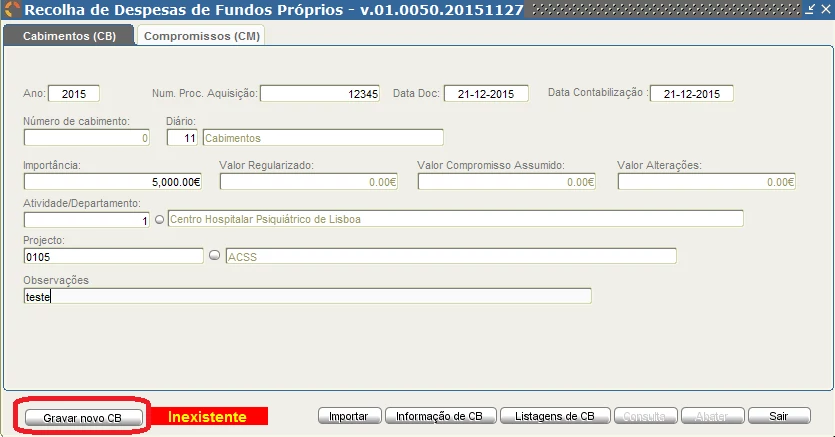 Recolha de Despesas de Fundos Próprios - v.01.0050.20151127
Cabimentos (CB) Compromissos (CM)
Ano: 2015 Num. Proc. Aquisição: 12345 Data Doc: 21-12-2015 Data Contabilização : 21-12-2015
Número de cabimento: Diário:
0 11 Cabimentos
Importância: Valor Regularizado: Valor Compromisso Assumido: Valor Alterações:
5,000.00€ 0.00€ 0.00€ 0.00€
Atividade/Departamento:
1 Centro Hospitalar Psiquiátrico de Lisboa
Projecto:
0105 ACSS
Observações
teste
Gravar novo CB Inexistente Importar Informação de CB Listagens de CB Consulta Abater Sair